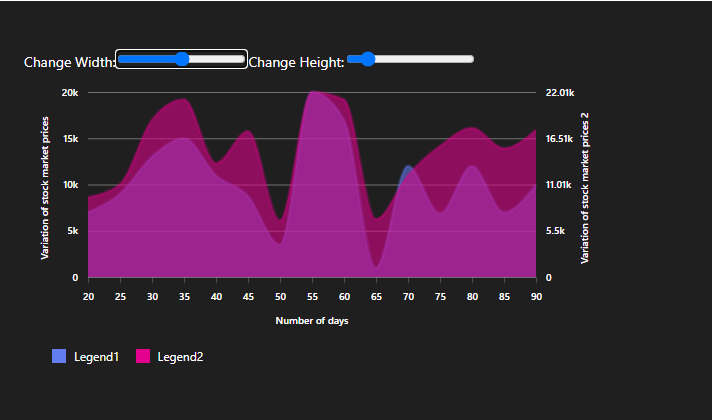 Change Width: Change Height:
20k 22.01k
15k 16.51k
10k 11.01k
5k 5.5k
0 0
Variation of stock market prices
Variation of stock market prices 2
20 25 30 35 40 45 50 55 60 65 70 75 80 85 90
Number of days
Legend1 Legend2